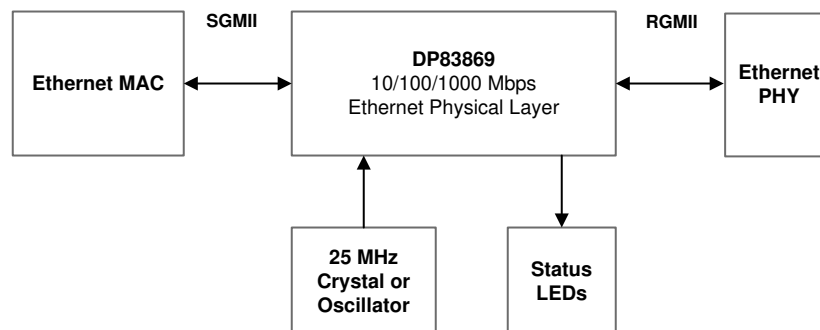 SGMII
RGMII
Ethernet MAC
DP83869
10/100/1000 Mbps
Ethernet Physical Layer
Ethernet
PHY
25 MHz
Crystal or
Oscillator
Status
LEDs